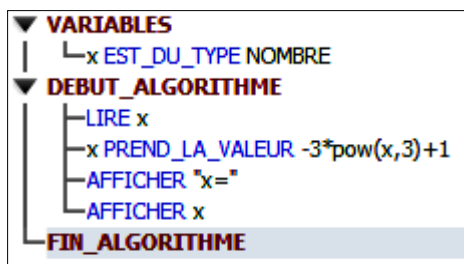 VARIABLES
x EST_DU_TYPE NOMBRE
DEBUT_ALGORITHME
LIRE x
x PREND_LA_VALEUR -3*pow(x,3)+1
AFFICHER "x="
AFFICHER x
FIN_ALGORITHME